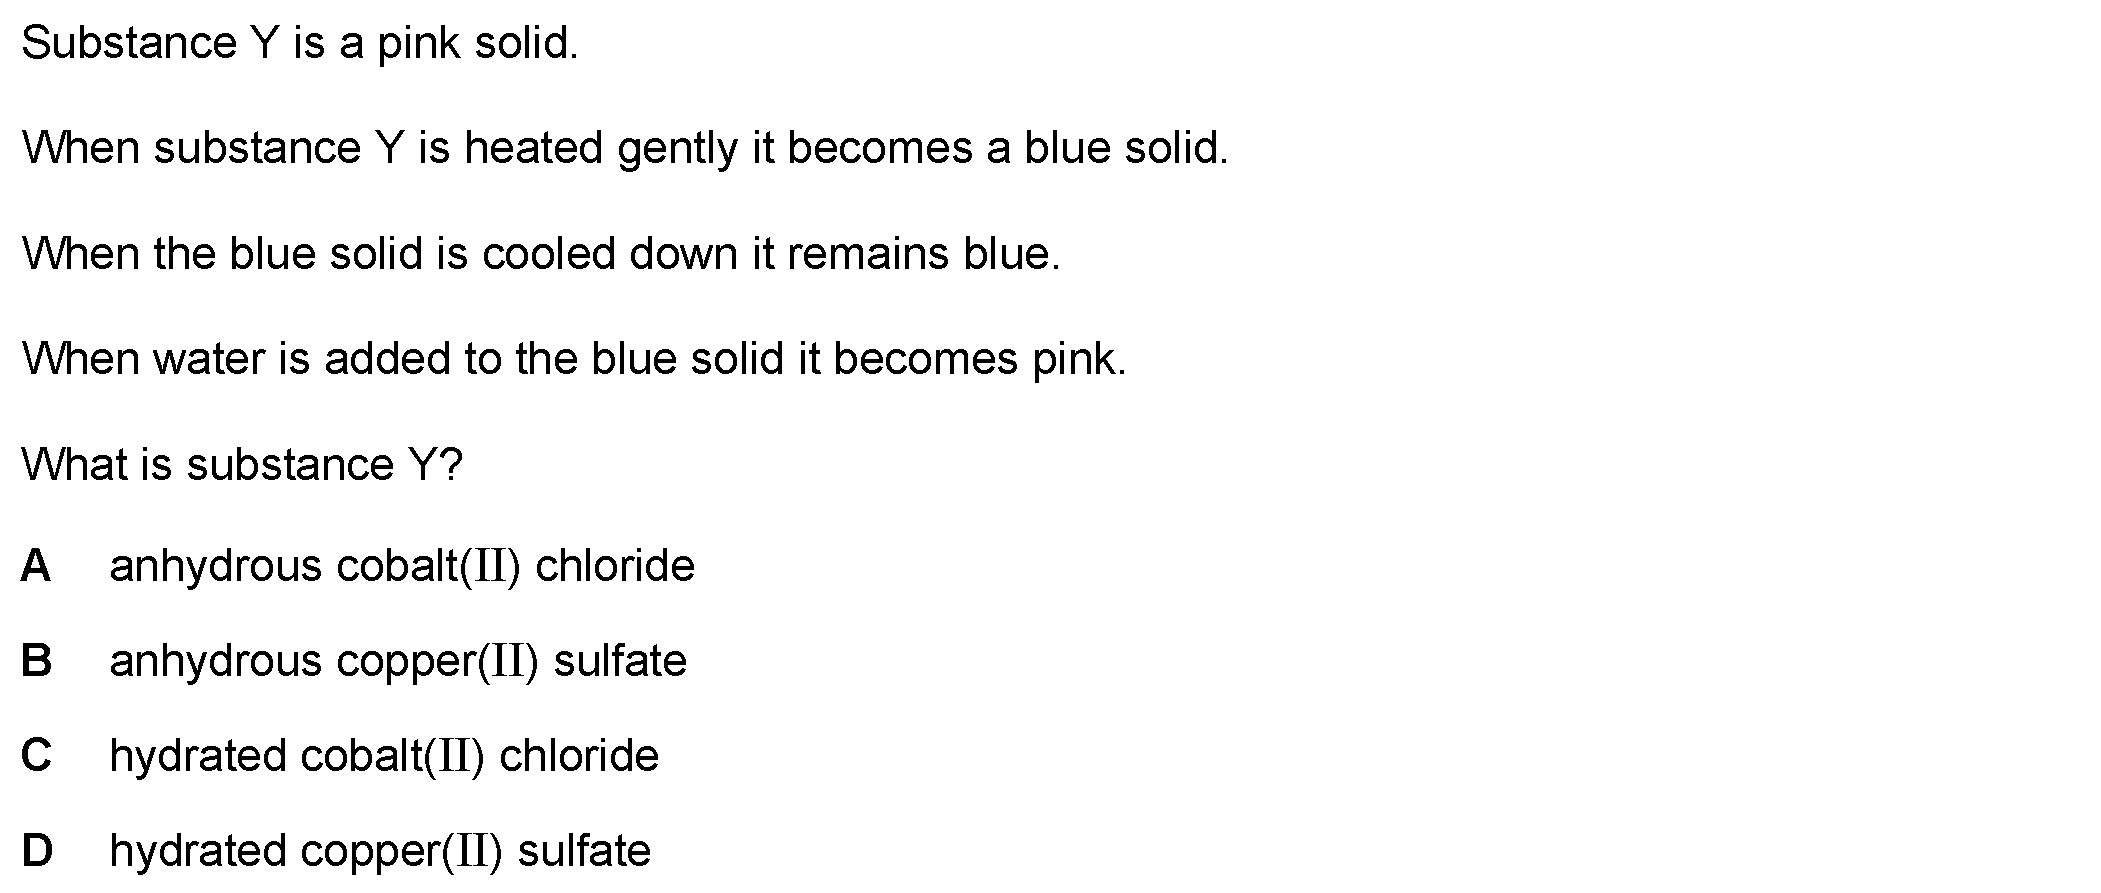 Substance Y is a pink solid.
When substance Y is heated gently it becomes a blue solid.
When the blue solid is cooled down it remains blue.
When water is added to the blue solid it becomes pink.
What is substance Y?
A anhydrous cobalt(II) chloride
B anhydrous copper(II) sulfate
C hydrated cobalt(II) chloride
D hydrated copper(II) sulfate